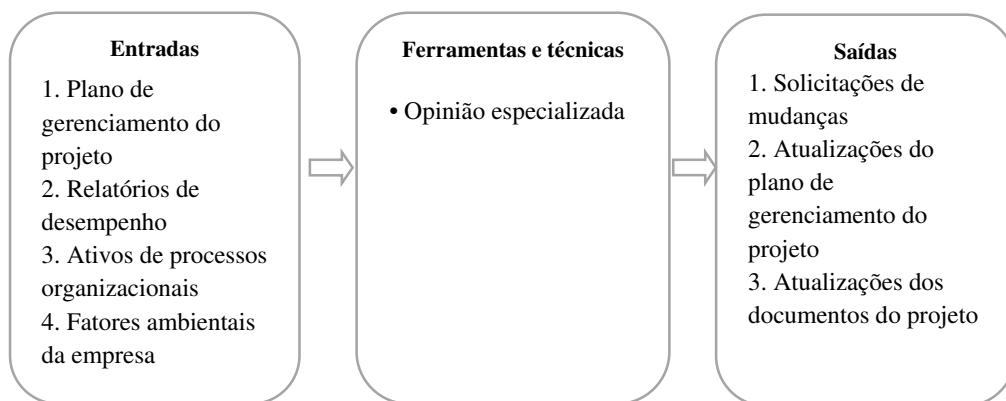 Entradas
1. Plano de
gerenciamento do
projeto
2. Relatórios de
desempenho
3. Ativos de processos
organizacionais
4. Fatores ambientais
da empresa
Ferramentas e técnicas
• Opinião especializada
Saídas
1. Solicitações de
mudanças
2. Atualizações do
plano de
gerenciamento do
projeto
3. Atualizações dos
documentos do projeto